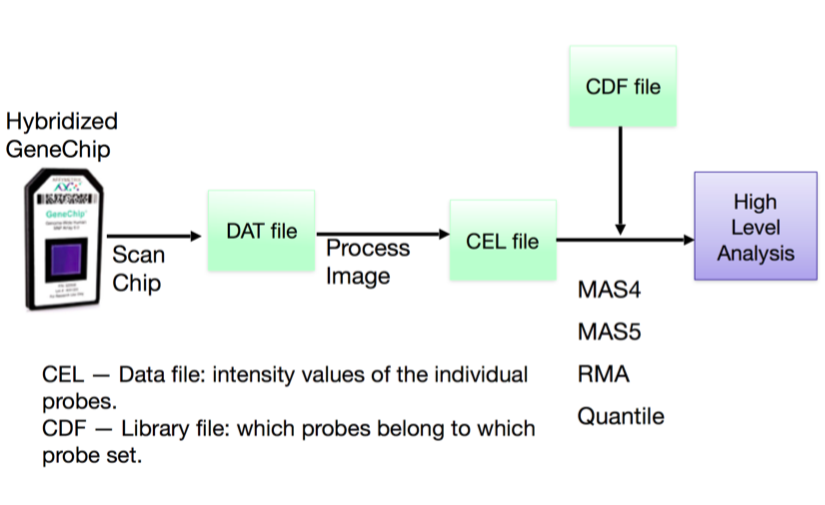 CDF file
Hybridized
GeneChip
GeneChip
DAT file
CEL file
High
Level
Analysis
Scan
Chip
Process
Image
MAS4
MAS5
RMA
Quantile
CEL — Data file: intensity values of the individual
probes.
CDF — Library file: which probes belong to which
probe set.